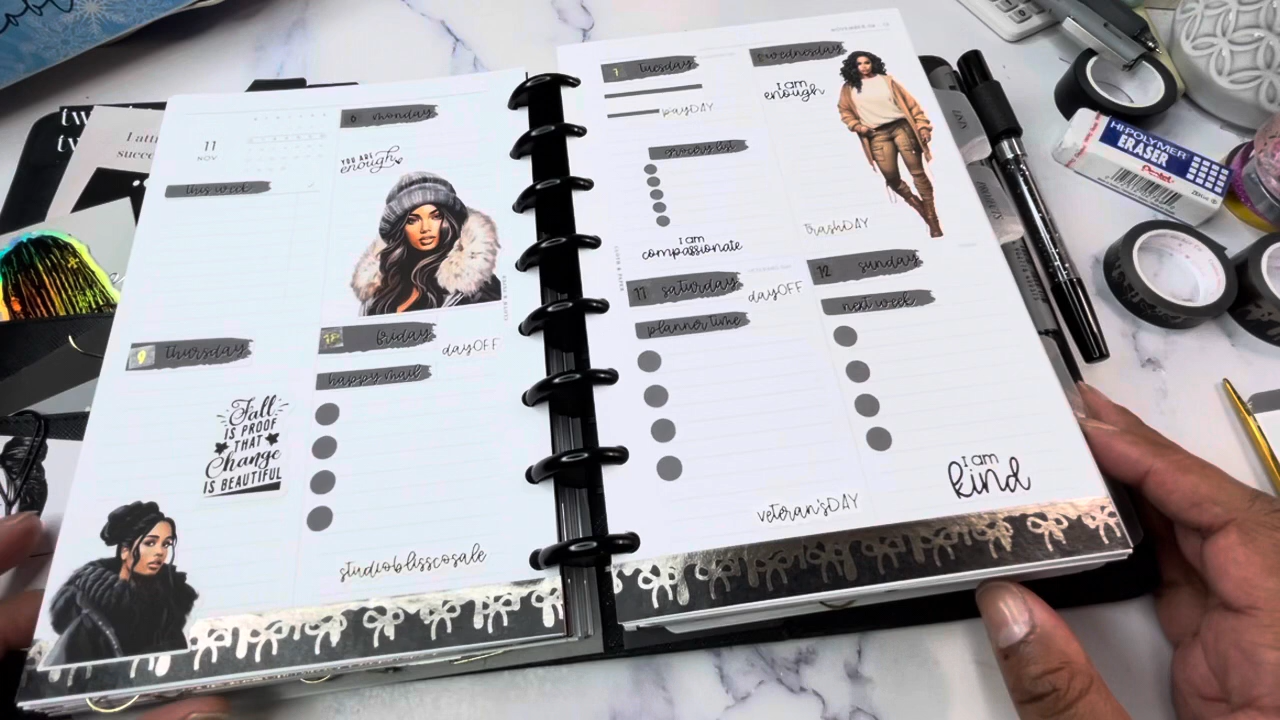 11
NOV
this week
6 monday
YOU ARE
enough
9 thursday
Fall
IS PROOF
THAT
Change
IS BEAUTIFUL
10 friday
dayOFF
happy mail
studioblisscosale
7 tuesday
payDAY
grocery list
I am
compassionate
wednesday
I am
enough
trashDAY
11 saturday
dayOFF
planner time
veteran'sDAY
12 sunday
next week
I am
kind
HI-POLYMER
ERASER
Pentel
PROJECTS